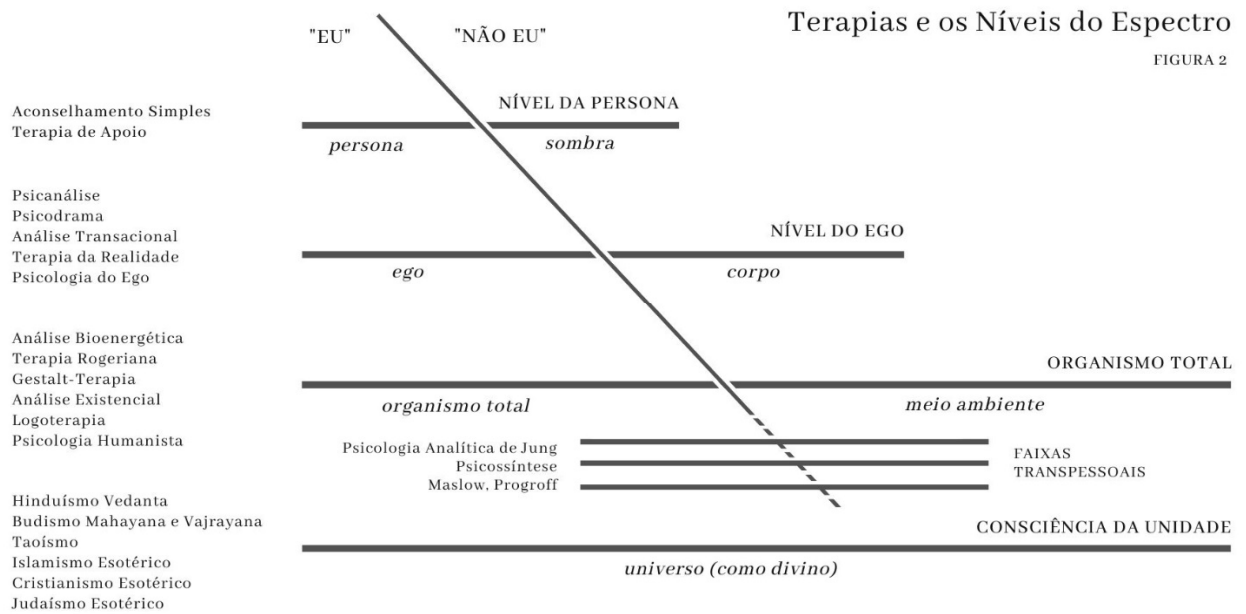 Terapias e os Níveis do Espectro
FIGURA 2
"EU"
"NÃO EU"
Aconselhamento Simples
Terapia de Apoio
NÍVEL DA PERSONA
persona
sombra
Psicanálise
Psicodrama
Análise Transacional
Terapia da Realidade
Psicologia do Ego
NÍVEL DO EGO
ego
corpo
Análise Bioenergética
Terapia Rogeriana
Gestalt-Terapia
Análise Existencial
Logoterapia
Psicologia Humanista
ORGANISMO TOTAL
organismo total
meio ambiente
Psicologia Analítica de Jung
Psicossíntese
Maslow, Progroff
FAIXAS
TRANSPESSOAIS
Hinduísmo Vedanta
Budismo Mahayana e Vajrayana
Taoísmo
Islamismo Esotérico
Cristianismo Esotérico
Judaísmo Esotérico
CONSCIÊNCIA DA UNIDADE
universo (como divino)